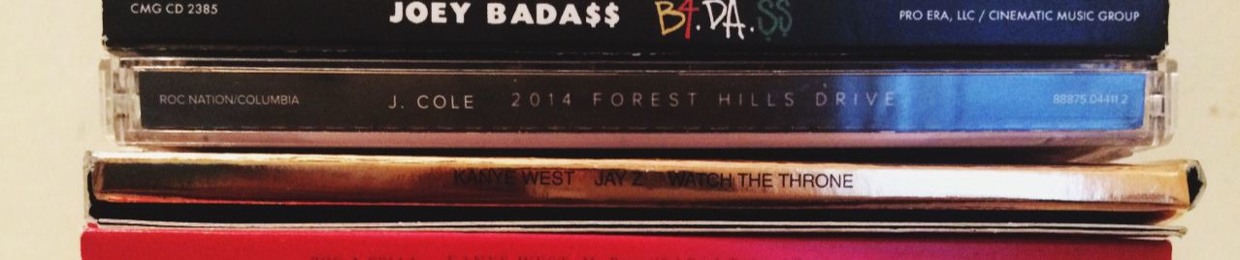 CMG CD 2385 JOEY BADA$$ B4.DA.$$ PRO ERA, LLC / CINEMATIC MUSIC GROUP
ROC NATION/COLUMBIA J. COLE 2014 FOREST HILLS DRIVE 88875 04411 2
KANYE WEST JAY Z WATCH THE THRONE